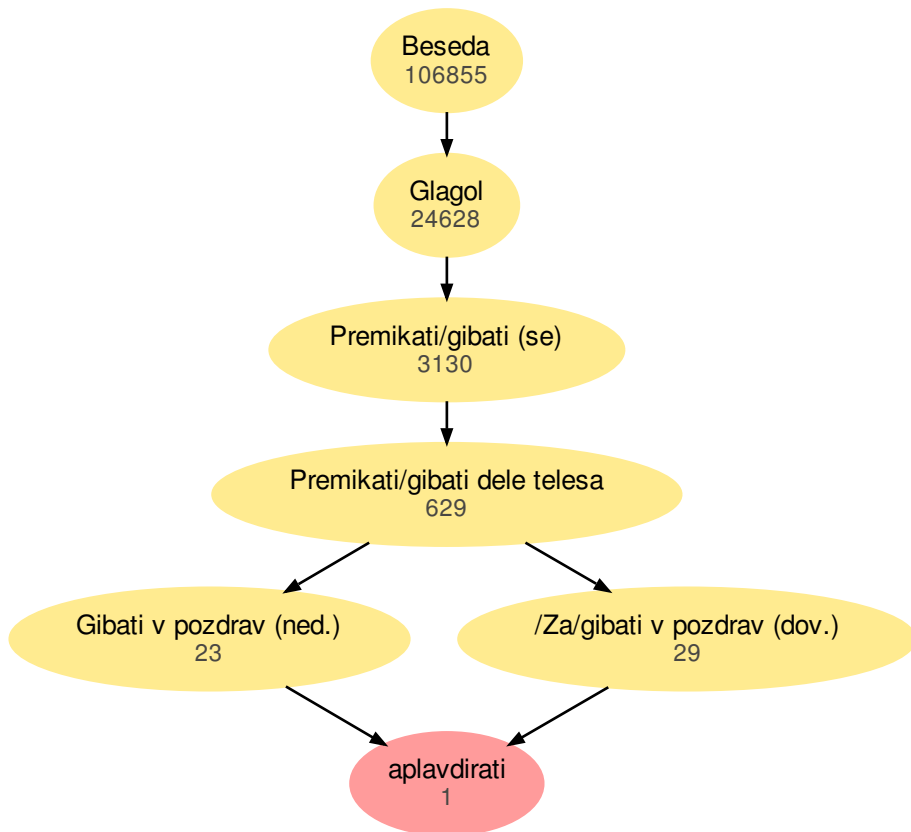 Beseda
106855
Glagol
24628
Premikati/gibati (se)
3130
Premikati/gibati dele telesa
629
Gibati v pozdrav (ned.)
23
/Za/gibati v pozdrav (dov.)
29
aplavdirati
1